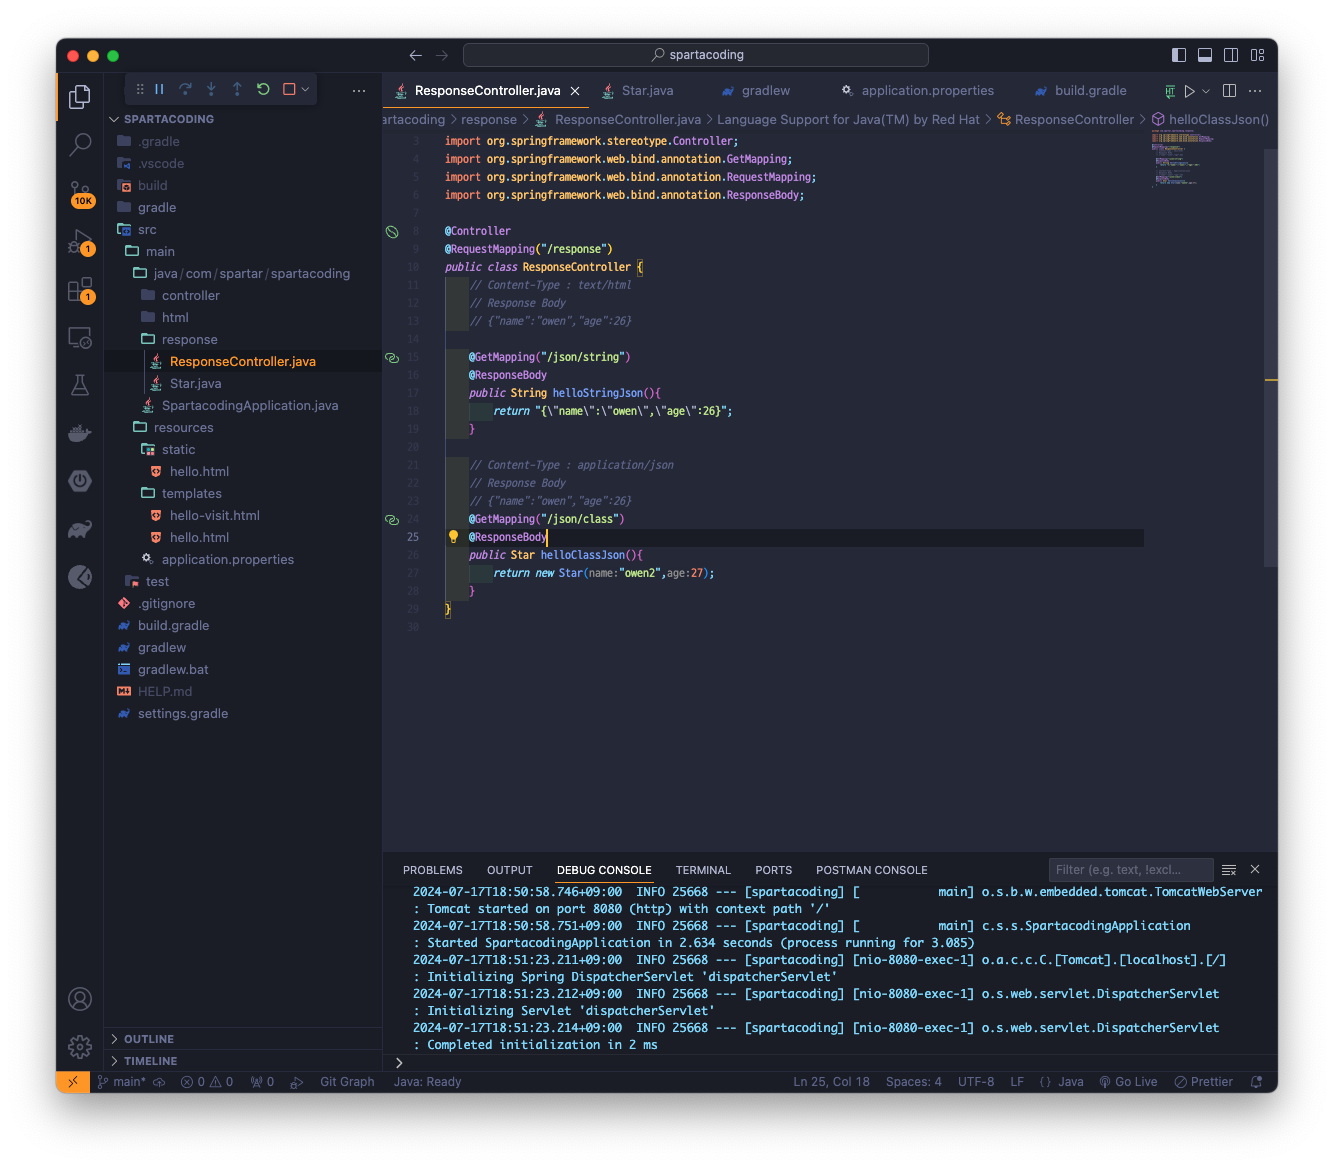 spartacoding
ResponseController.java
Star.java
gradlew
application.properties
build.gradle
SPARTACODING
artacoding > response > ResponseController.java > Language Support for Java(TM) by Red Hat > ResponseController > helloClassJson()
.gradle
.vscode
build
gradle
src
main
java/com/spartar/spartacoding
controller
html
response
ResponseController.java
Star.java
SpartacodingApplication.java
resources
static
hello.html
templates
hello-visit.html
hello.html
application.properties
test
.gitignore
build.gradle
gradlew
gradlew.bat
HELP.md
settings.gradle
OUTLINE
TIMELINE
10K
1
1
3 import org.springframework.stereotype.Controller;
4 import org.springframework.web.bind.annotation.GetMapping;
5 import org.springframework.web.bind.annotation.RequestMapping;
6 import org.springframework.web.bind.annotation.ResponseBody;
7
8 @Controller
9 @RequestMapping("/response")
10 public class ResponseController {
11 // Content-Type : text/html
12 // Response Body
13 // {"name":"owen","age":26}
14
15 @GetMapping("/json/string")
16 @ResponseBody
17 public String helloStringJson(){
18 return "{\"name\":\"owen\",\"age\":26}";
19 }
20
21 // Content-Type : application/json
22 // Response Body
23 // {"name":"owen","age":26}
24 @GetMapping("/json/class")
25 @ResponseBody
26 public Star helloClassJson(){
27 return new Star(name:"owen2",age:27);
28 }
29 }
30
PROBLEMS OUTPUT DEBUG CONSOLE TERMINAL PORTS POSTMAN CONSOLE Filter (e.g. text, !excl...
2024-07-17T18:50:58.746+09:00 INFO 25668 --- [spartacoding] [ main] o.s.b.w.embedded.tomcat.TomcatWebServer
: Tomcat started on port 8080 (http) with context path '/'
2024-07-17T18:50:58.751+09:00 INFO 25668 --- [spartacoding] [ main] c.s.s.SpartacodingApplication
: Started SpartacodingApplication in 2.634 seconds (process running for 3.085)
2024-07-17T18:51:23.211+09:00 INFO 25668 --- [spartacoding] [nio-8080-exec-1] o.a.c.c.C.[Tomcat].[localhost].[/]
: Initializing Spring DispatcherServlet 'dispatcherServlet'
2024-07-17T18:51:23.212+09:00 INFO 25668 --- [spartacoding] [nio-8080-exec-1] o.s.web.servlet.DispatcherServlet
: Initializing Servlet 'dispatcherServlet'
2024-07-17T18:51:23.214+09:00 INFO 25668 --- [spartacoding] [nio-8080-exec-1] o.s.web.servlet.DispatcherServlet
: Completed initialization in 2 ms
main* 0 0 0 Git Graph Java: Ready Ln 25, Col 18 Spaces: 4 UTF-8 LF {} Java Go Live Prettier